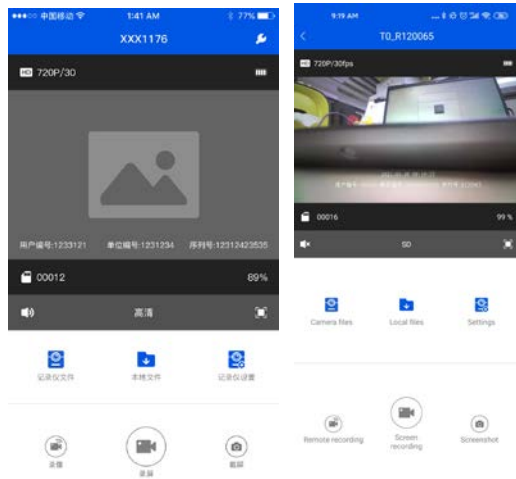 中国移动
1:41 AM
77%
XXX1176
HD 720P/30
用户编号:1233121
单位编号:1231234
序列号:12312423535
00012
89%
高清
记录仪文件
本地文件
记录仪设置
录像
录屏
截屏
9:19 AM
T0_R120065
HD 720P/30fps
00016
99 %
SD
Camera files
Local files
Settings
Remote recording
Screen
recording
Screenshot